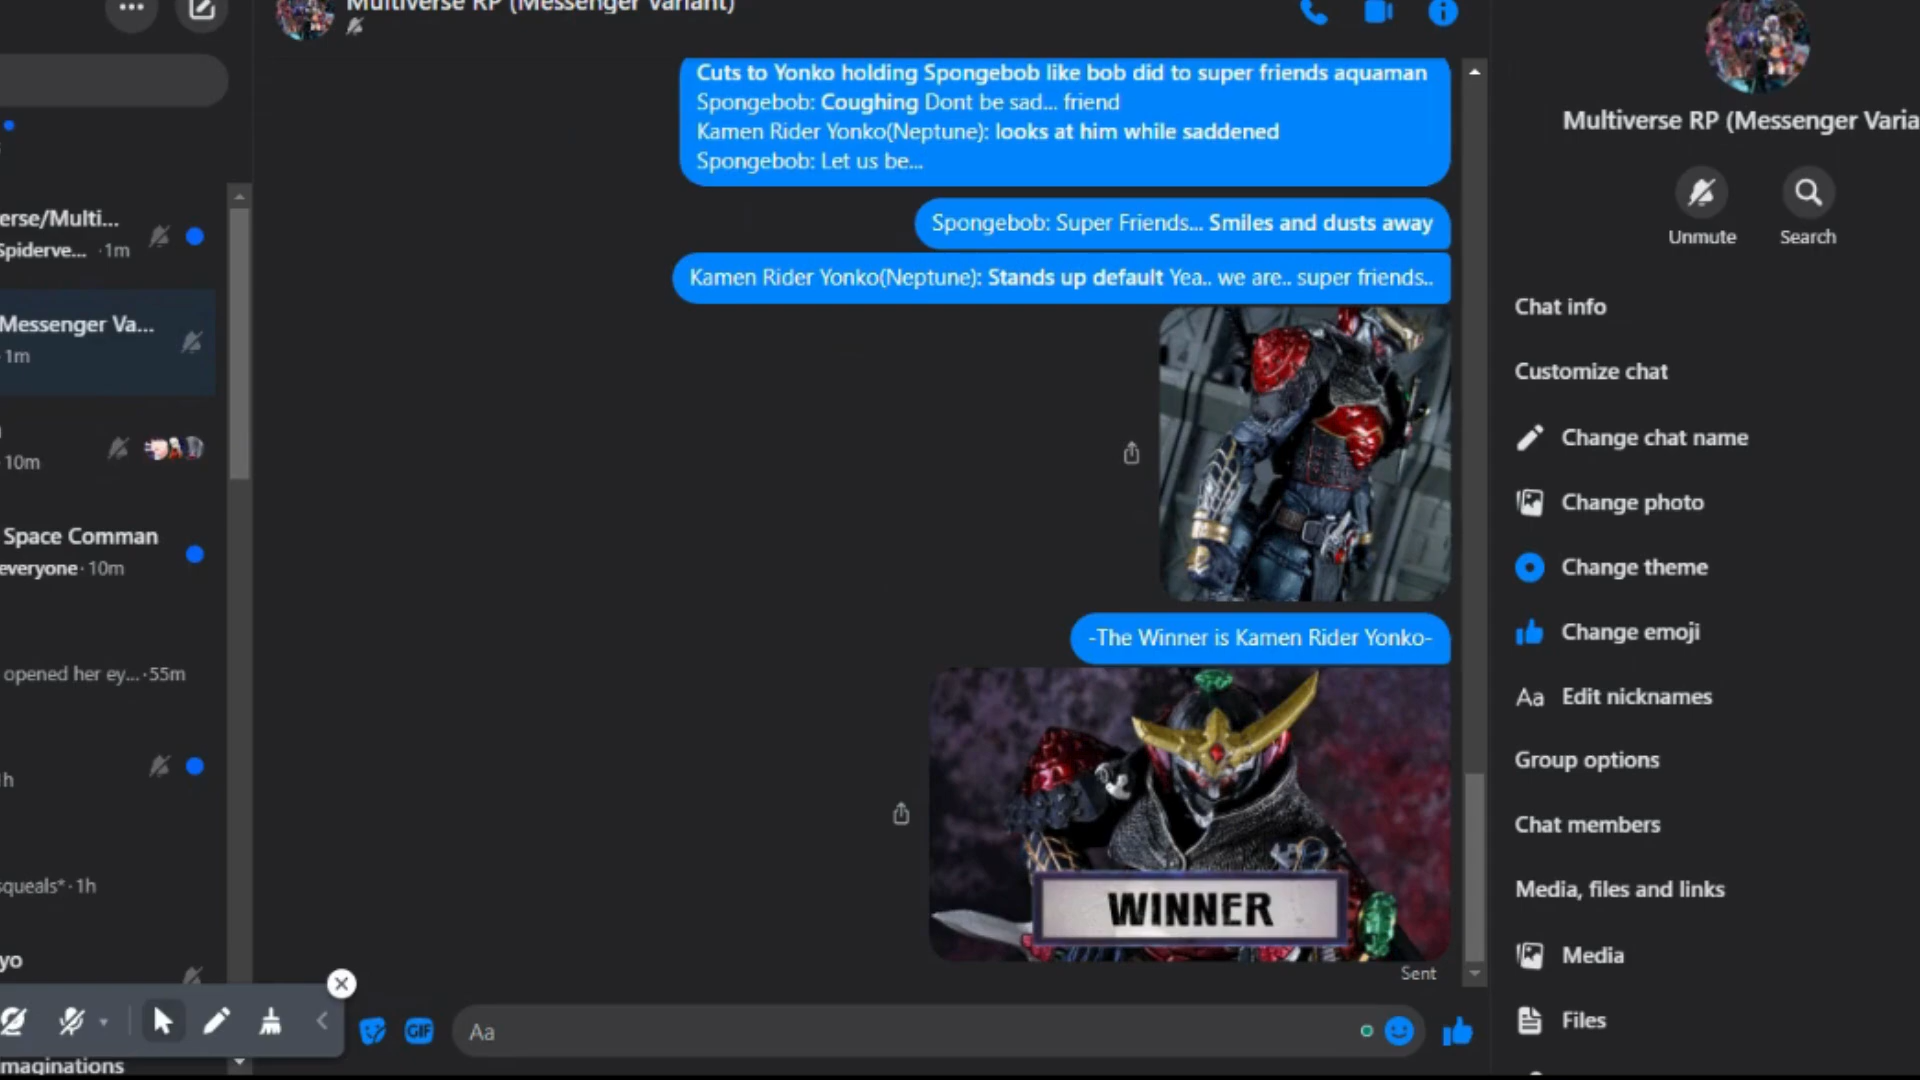 Multiverse RP (Messenger Variant)
erse/Multi...
Spiderve... · 1m
Messenger Va...
· 1m
10m
Space Comman
everyone · 10m
opened her ey... · 55m
1h
squeals* · 1h
yo
maginations
Cuts to Yonko holding Spongebob like bob did to super friends aquaman
Spongebob: Coughing Dont be sad... friend
Kamen Rider Yonko(Neptune): looks at him while saddened
Spongebob: Let us be...
Spongebob: Super Friends... Smiles and dusts away
Kamen Rider Yonko(Neptune): Stands up default Yea.. we are.. super friends..
-The Winner is Kamen Rider Yonko-
WINNER
Sent
GIF
Aa
Multiverse RP (Messenger Varia
Unmute
Search
Chat info
Customize chat
Change chat name
Change photo
Change theme
Change emoji
Aa Edit nicknames
Group options
Chat members
Media, files and links
Media
Files